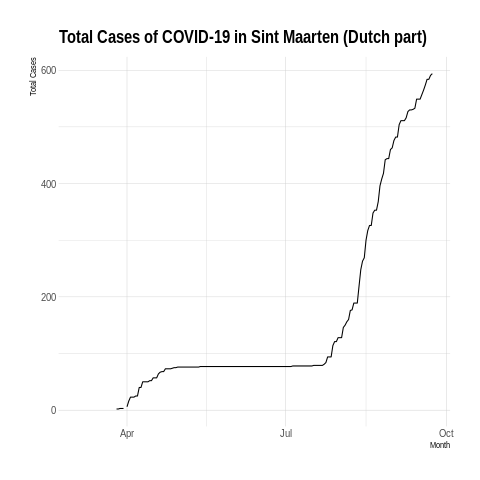 Total Cases of COVID-19 in Sint Maarten (Dutch part)
Total Cases
600
400
200
0
Apr
Jul
Oct
Month